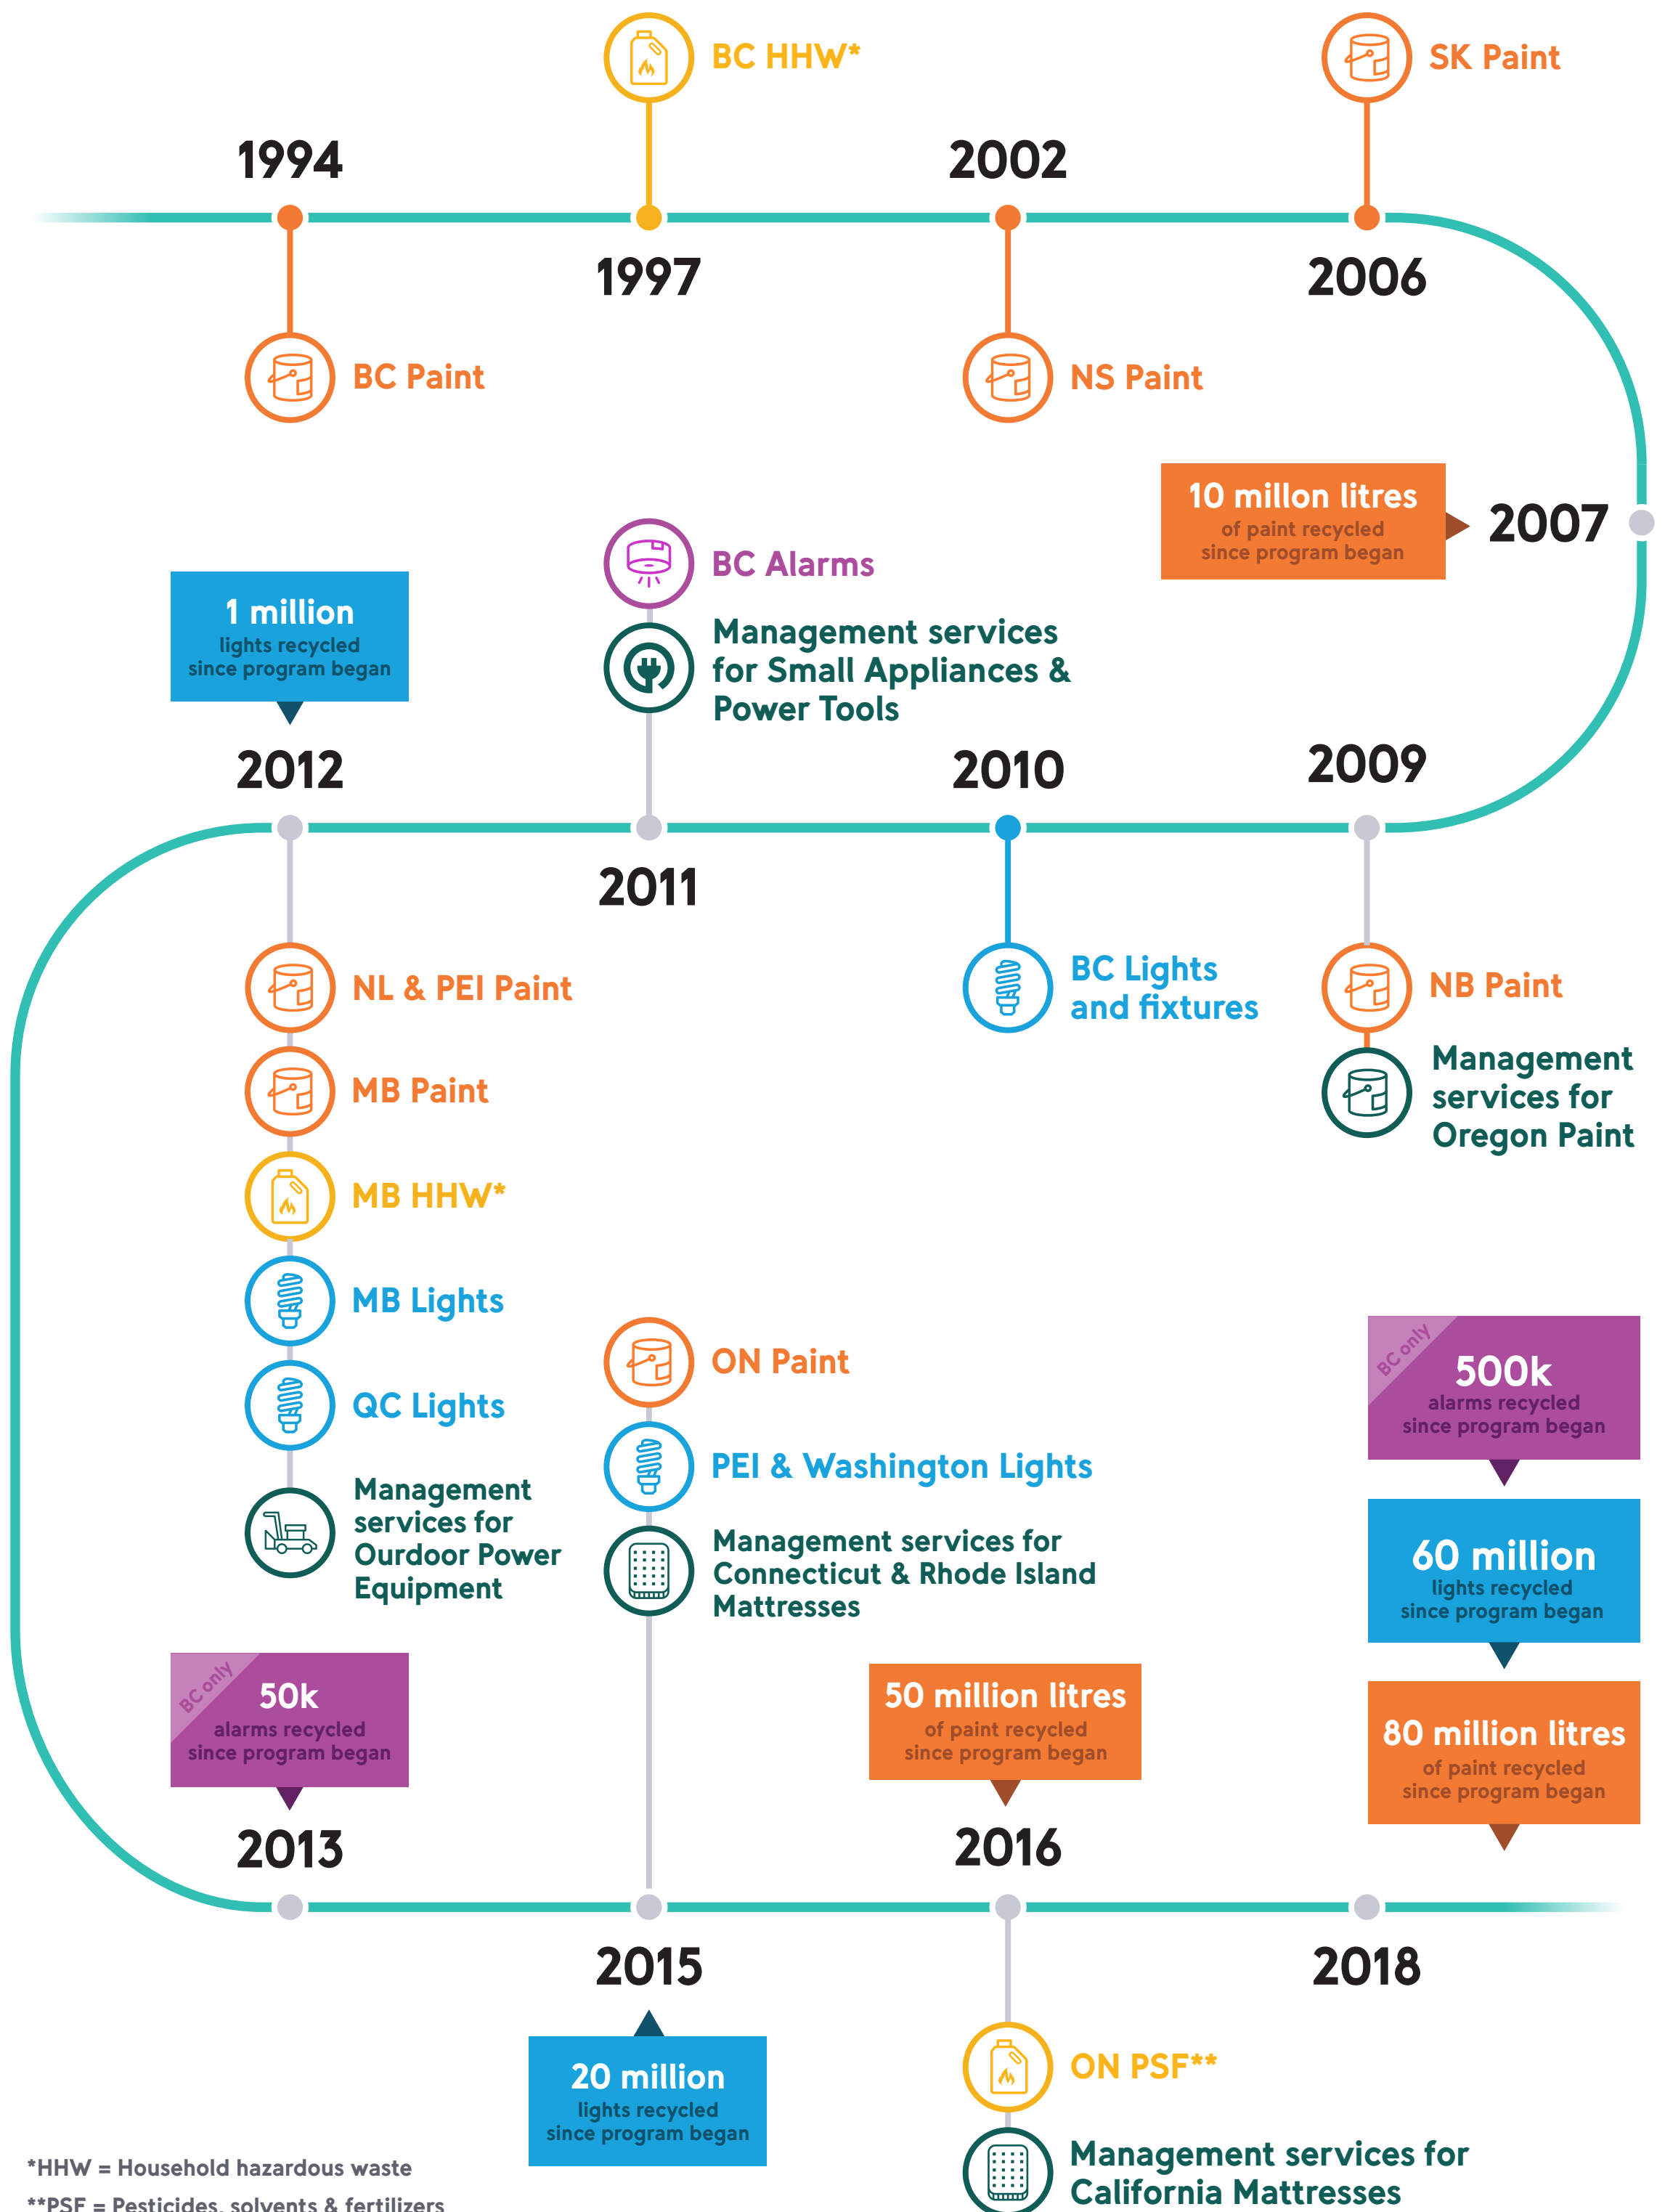 BC HHW*
SK Paint
1994
2002
1997
2006
BC Paint
NS Paint
10 millon litres
of paint recycled
since program began
2007
BC Alarms
Management services
for Small Appliances &
Power Tools
1 million
lights recycled
since program began
2012
2010
2009
2011
NL & PEI Paint
BC Lights
and fixtures
NB Paint
Management
services for
Oregon Paint
MB Paint
MB HHW*
MB Lights
QC Lights
Management
services for
Ourdoor Power
Equipment
ON Paint
PEI & Washington Lights
Management services for
Connecticut & Rhode Island
Mattresses
BC only
500k
alarms recycled
since program began
60 million
lights recycled
since program began
80 million litres
of paint recycled
since program began
BC only
50k
alarms recycled
since program began
50 million litres
of paint recycled
since program began
2013
2016
2015
2018
20 million
lights recycled
since program began
ON PSF**
Management services for
California Mattresses
*HHW = Household hazardous waste
**PSF = Pesticides, solvents & fertilizers